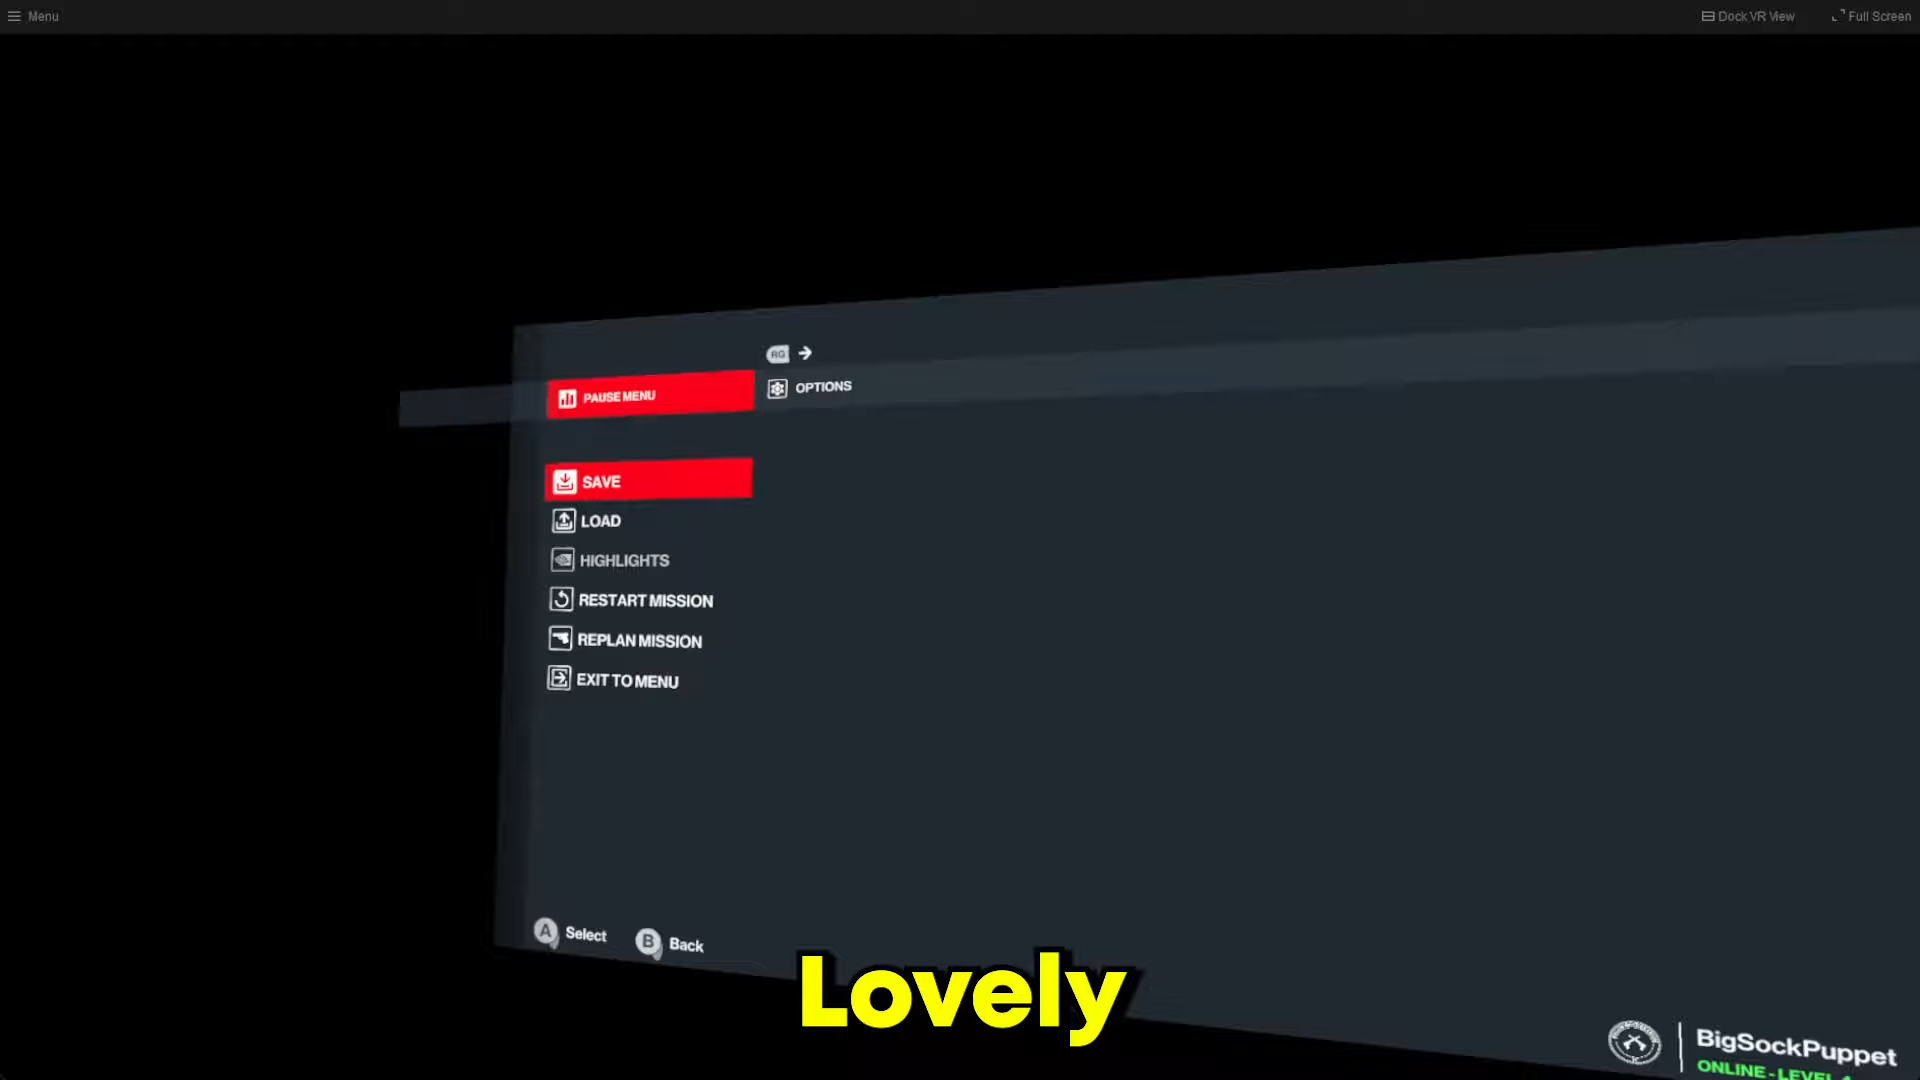 Menu
Dock VR View
Full Screen
RG
PAUSE MENU
OPTIONS
SAVE
LOAD
HIGHLIGHTS
RESTART MISSION
REPLAN MISSION
EXIT TO MENU
A Select
B Back
Lovely
BigSockPuppet
ONLINE - LEVEL